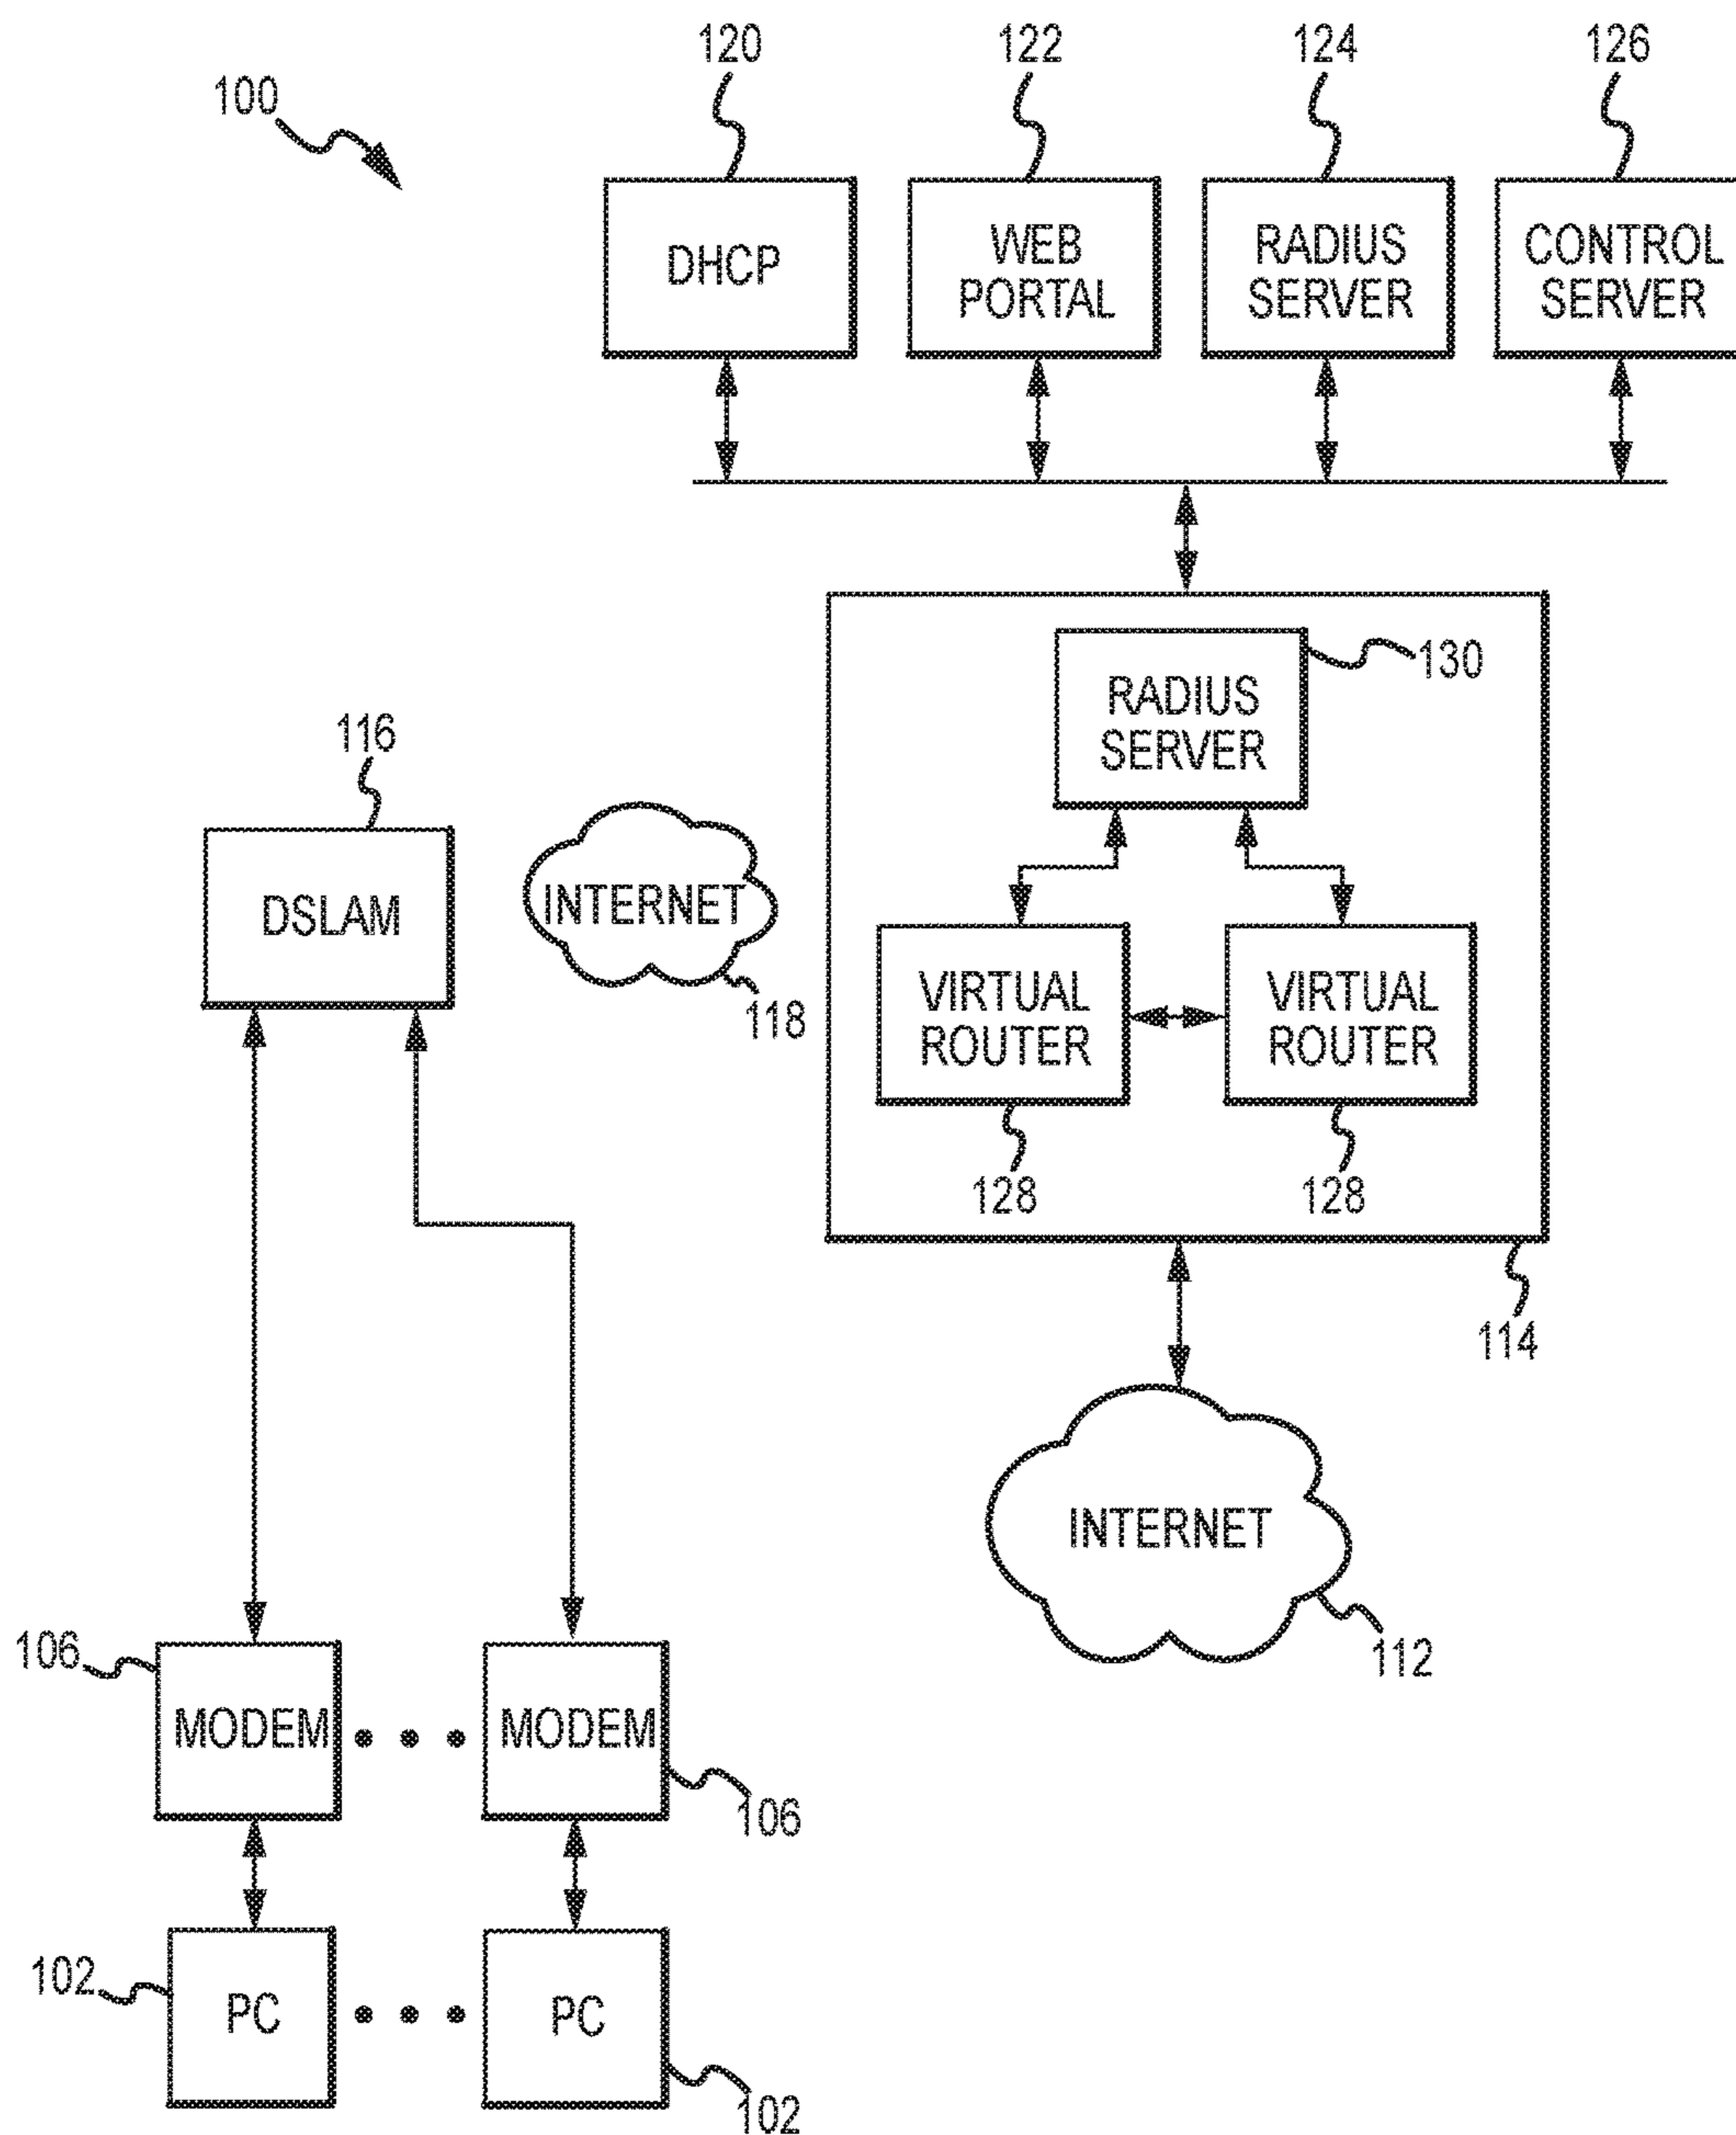 120
122
124
126
100
DHCP
WEB
PORTAL
RADIUS
SERVER
CONTROL
SERVER
130
RADIUS
SERVER
116
DSLAM
INTERNET
118
VIRTUAL
ROUTER
VIRTUAL
ROUTER
128
128
114
INTERNET
112
106
MODEM
MODEM
106
102
PC
PC
102